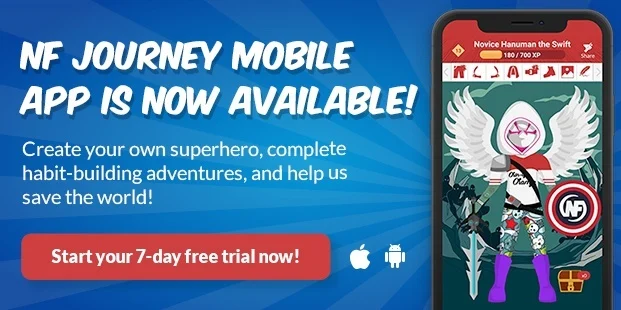 NF JOURNEY MOBILE
APP IS NOW AVAILABLE!
Create your own superhero, complete
habit-building adventures, and help us
save the world!
Start your 7-day free trial now!
Novice Hanuman the Swift
180 / 700 XP
Share
NF